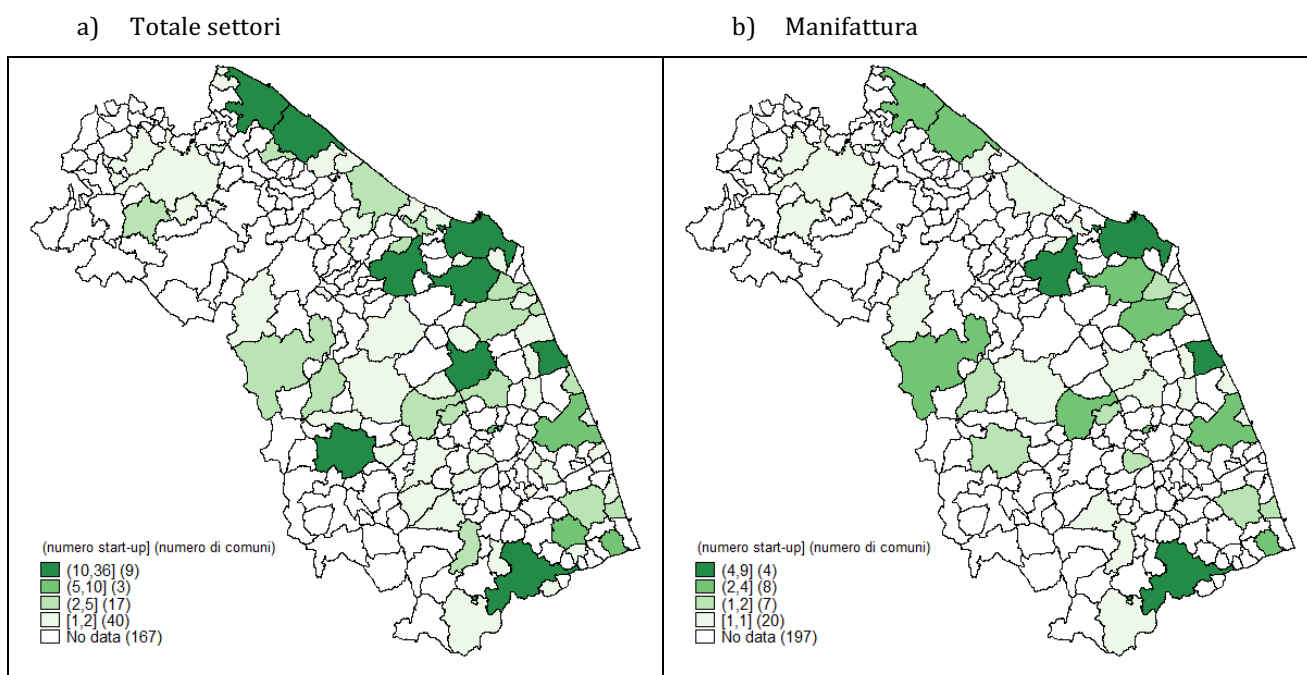 a) Totale settori
b) Manifattura
(numero start-up] (numero di comuni)
(10,36] (9)
(5,10] (3)
(2,5] (17)
[1,2] (40)
No data (167)
(numero start-up] (numero di comuni)
(4,9] (4)
(2,4] (8)
(1,2] (7)
[1,1] (20)
No data (197)